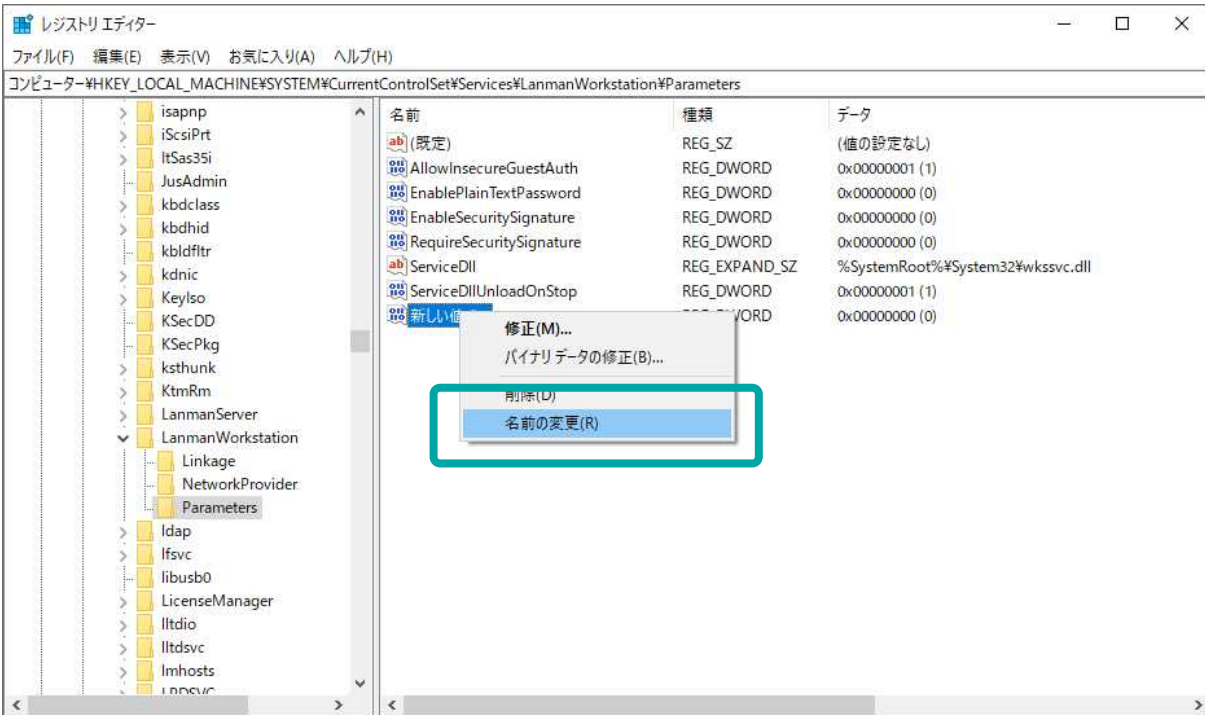 レジストリ エディター
ファイル(F) 編集(E) 表示(V) お気に入り(A) ヘルプ(H)
コンピューター¥HKEY_LOCAL_MACHINE¥SYSTEM¥CurrentControlSet¥Services¥LanmanWorkstation¥Parameters
isapnp
iScsiPrt
ItSas35i
JusAdmin
kbdclass
kbdhid
kbldfltr
kdnic
KeyIso
KSecDD
KSecPkg
ksthunk
KtmRm
LanmanServer
LanmanWorkstation
Linkage
NetworkProvider
Parameters
ldap
lfsvc
libusb0
LicenseManager
lltdio
lltdsvc
lmhosts
名前 種類 データ
(既定) REG_SZ (値の設定なし)
AllowInsecureGuestAuth REG_DWORD 0x00000001 (1)
EnablePlainTextPassword REG_DWORD 0x00000000 (0)
EnableSecuritySignature REG_DWORD 0x00000000 (0)
RequireSecuritySignature REG_DWORD 0x00000000 (0)
ServiceDll REG_EXPAND_SZ %SystemRoot%¥System32¥wkssvc.dll
ServiceDllUnloadOnStop REG_DWORD 0x00000001 (1)
新しい値 0x00000000 (0)
修正(M)...
バイナリ データの修正(B)...
削除(D)
名前の変更(R)